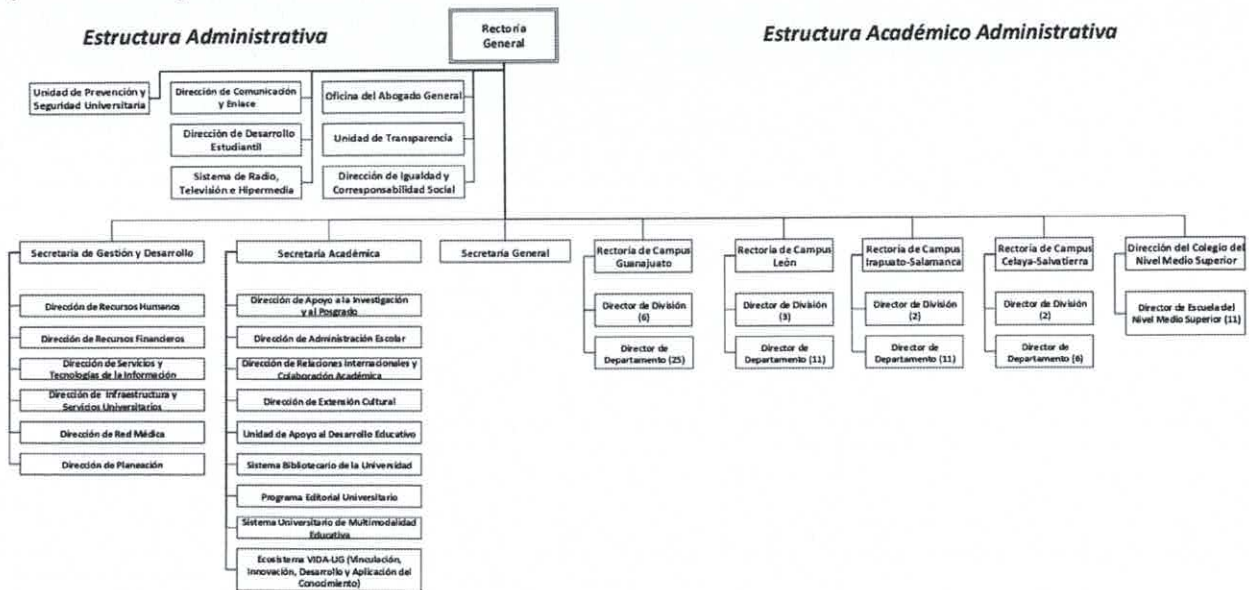 Estructura Administrativa
Rectoría
General
Estructura Académico Administrativa
Unidad de Prevención y
Seguridad Universitaria
Dirección de Comunicación
y Enlace
Oficina del Abogado General
Dirección de Desarrollo
Estudiantil
Unidad de Transparencia
Sistema de Radio,
Televisión e Hipermedia
Dirección de Igualdad y
Corresponsabilidad Social
Secretaría de Gestión y Desarrollo
Dirección de Recursos Humanos
Dirección de Recursos Financieros
Dirección de Servicios y
Tecnologías de la Información
Dirección de Infraestructura y
Servicios Universitarios
Dirección de Red Médica
Dirección de Planeación
Secretaría Académica
Dirección de Apoyo a la Investigación
y al Posgrado
Dirección de Administración Escolar
Dirección de Relaciones Internacionales y
Colaboración Académica
Dirección de Extensión Cultural
Unidad de Apoyo al Desarrollo Educativo
Sistema Bibliotecario de la Universidad
Programa Editorial Universitario
Sistema Universitario de Multimodalidad
Educativa
Ecosistema VIDA-UG (Vinculación,
Innovación, Desarrollo y Aplicación del
Conocimiento)
Secretaría General
Rectoría de Campus
Guanajuato
Director de División
(6)
Director de
Departamento (25)
Rectoría de Campus
León
Director de División
(3)
Director de
Departamento (11)
Rectoría de Campus
Irapuato-Salamanca
Director de División
(2)
Director de
Departamento (11)
Rectoría de Campus
Celaya-Salvatierra
Director de División
(2)
Director de
Departamento (6)
Dirección del Colegio del
Nivel Medio Superior
Director de Escuela del
Nivel Medio Superior (11)